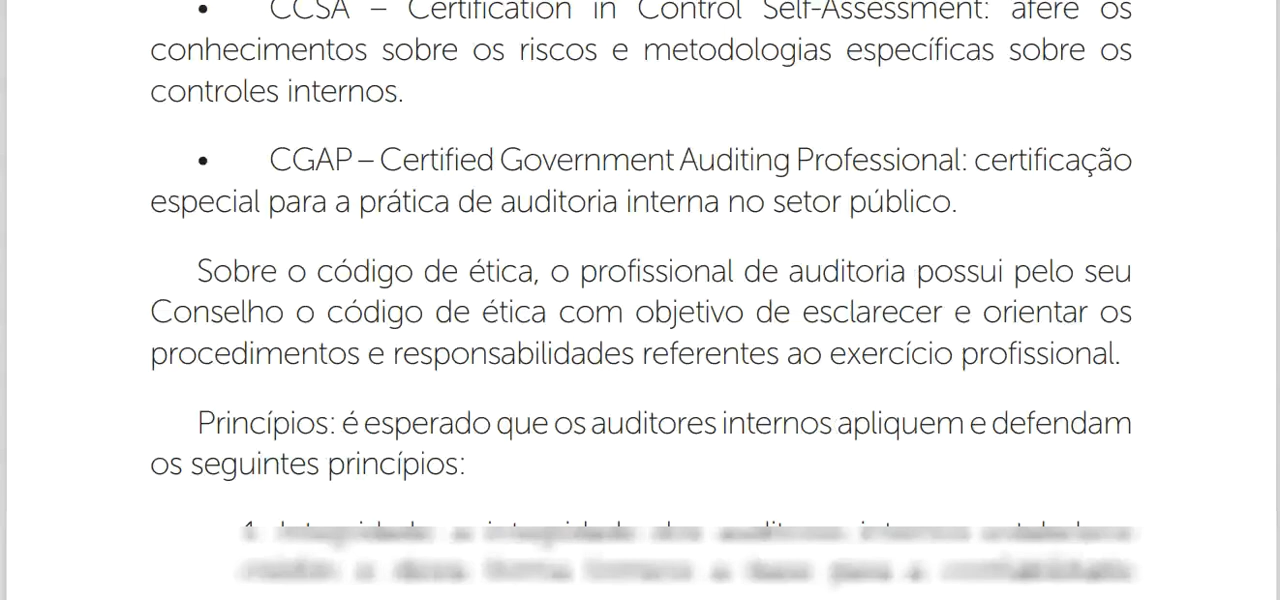 • CCSA – Certification in Control Self-Assessment: afere os
conhecimentos sobre os riscos e metodologias específicas sobre os
controles internos.
• CGAP – Certified Government Auditing Professional: certificação
especial para a prática de auditoria interna no setor público.
Sobre o código de ética, o profissional de auditoria possui pelo seu
Conselho o código de ética com objetivo de esclarecer e orientar os
procedimentos e responsabilidades referentes ao exercício profissional.
Princípios: é esperado que os auditores internos apliquem e defendam
os seguintes princípios: